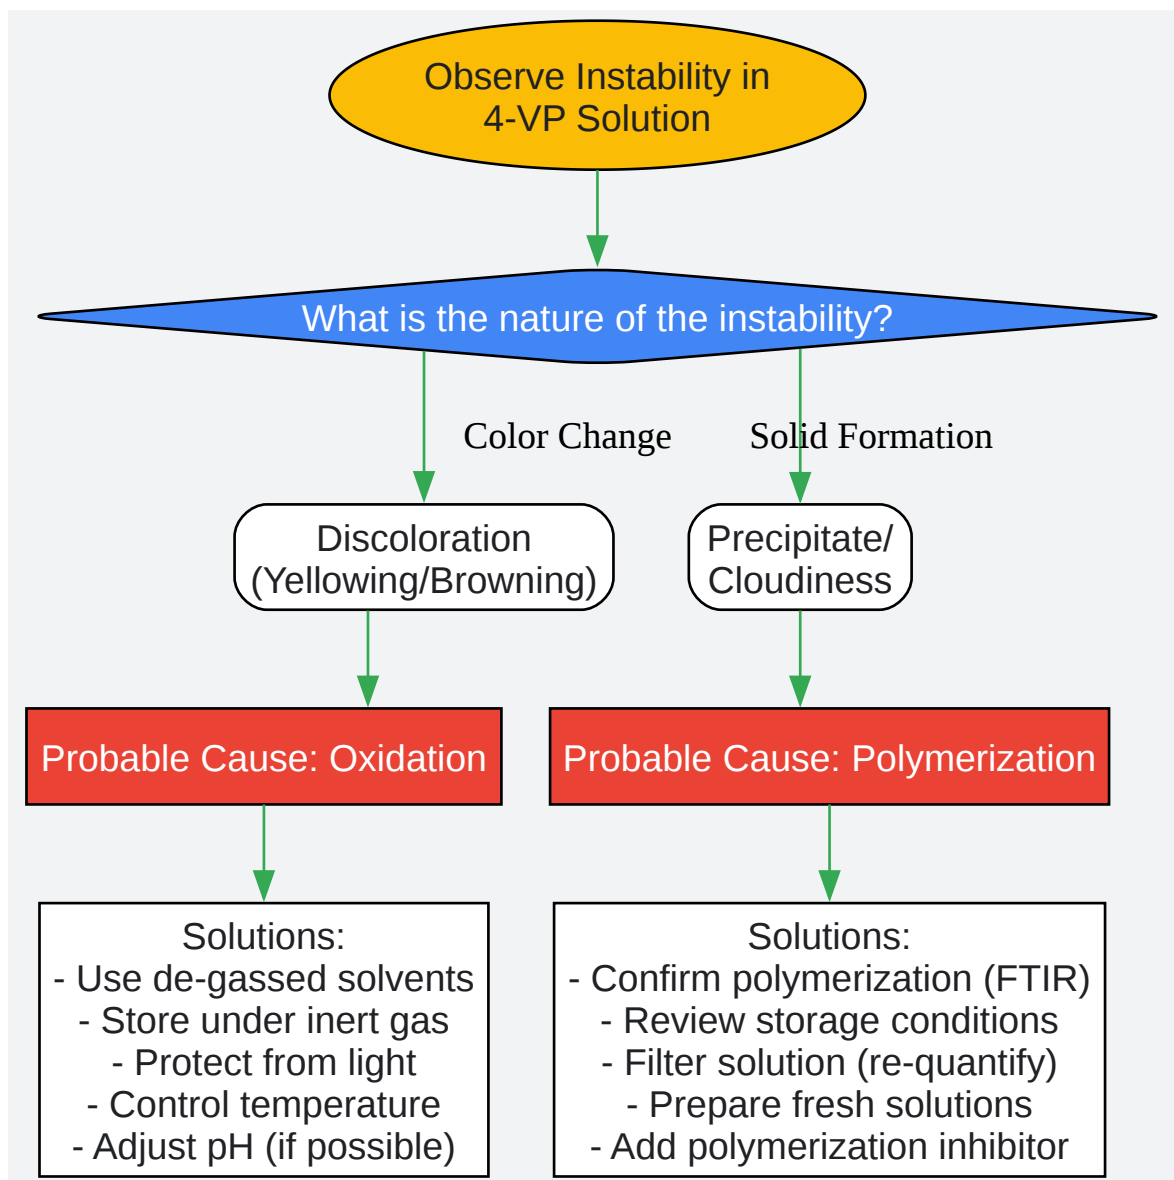 Observe Instability in
4-VP Solution
What is the nature of the instability?
Color Change
Solid Formation
Discoloration
(Yellowing/Browning)
Precipitate/
Cloudiness
Probable Cause: Oxidation
Probable Cause: Polymerization
Solutions:
- Use de-gassed solvents
- Store under inert gas
- Protect from light
- Control temperature
- Adjust pH (if possible)
Solutions:
- Confirm polymerization (FTIR)
- Review storage conditions
- Filter solution (re-quantify)
- Prepare fresh solutions
- Add polymerization inhibitor